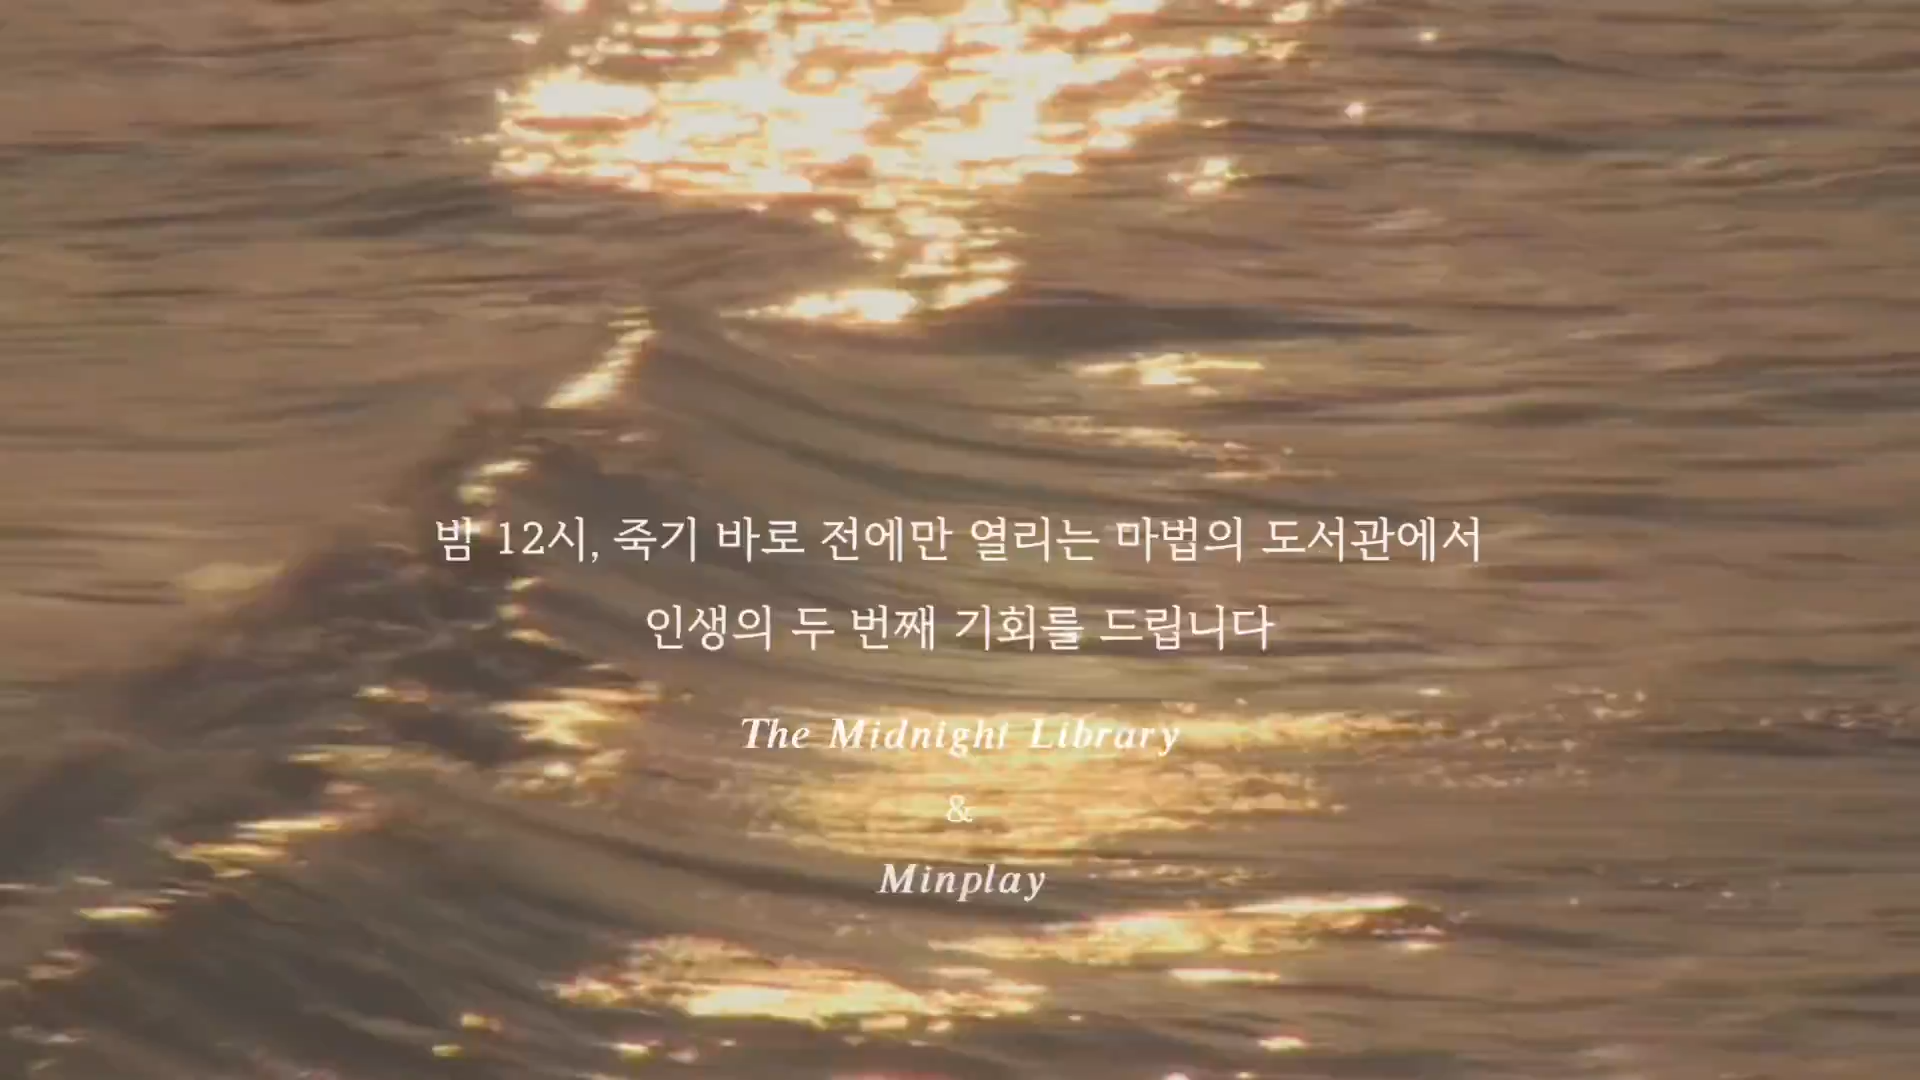 밤 12시, 죽기 바로 전에만 열리는 마법의 도서관에서
인생의 두 번째 기회를 드립니다
The Midnight Library
&
Minplay